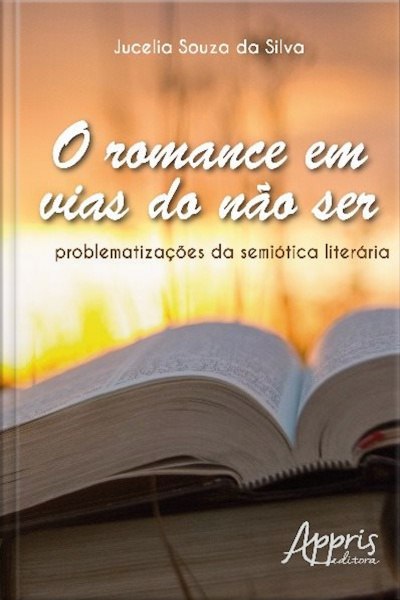 Jucelia Souza da Silva
O romance em
vias do não ser
problematizações da semiótica literária
Appris
editora